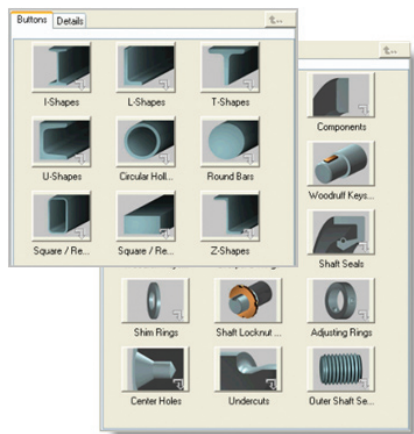 Buttons Details
I-Shapes L-Shapes T-Shapes
U-Shapes Circular Holl... Round Bars
Square / Re... Square / Re... Z-Shapes
Components
Woodruff Keys...
Shaft Seals
Shim Rings Shaft Locknut ... Adjusting Rings
Center Holes Undercuts Outer Shaft Se...